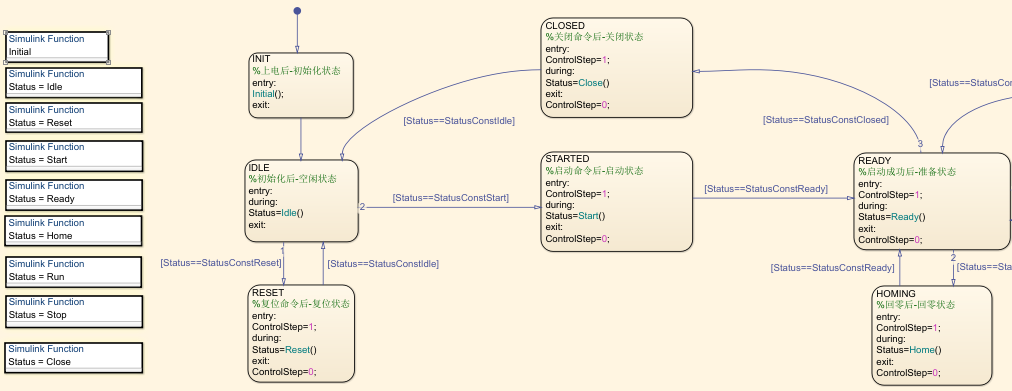 Simulink Function
Initial
Simulink Function
Status = Idle
Simulink Function
Status = Reset
Simulink Function
Status = Start
Simulink Function
Status = Ready
Simulink Function
Status = Home
Simulink Function
Status = Run
Simulink Function
Status = Stop
Simulink Function
Status = Close
INIT
%上电后-初始化状态
entry:
Initial();
exit:
IDLE
%初始化后-空闲状态
entry:
during:
Status=Idle()
exit:
1
2
[Status==StatusConstReset]
[Status==StatusConstIdle]
RESET
%复位命令后-复位状态
entry:
ControlStep=1;
during:
Status=Reset()
exit:
ControlStep=0;
[Status==StatusConstIdle]
[Status==StatusConstStart]
CLOSED
%关闭命令后-关闭状态
entry:
ControlStep=1;
during:
Status=Close()
exit:
ControlStep=0;
STARTED
%启动命令后-启动状态
entry:
ControlStep=1;
during:
Status=Start()
exit:
ControlStep=0;
[Status==StatusConstClosed]
[Status==StatusConstReady]
[Status==StatusCor
3
READY
%启动成功后-准备状态
entry:
ControlStep=1;
during:
Status=Ready()
exit:
ControlStep=0;
2
[Status==StatusConstReady]
[Status==Sta
HOMING
%回零后-回零状态
entry:
ControlStep=1;
during:
Status=Home()
exit:
ControlStep=0;